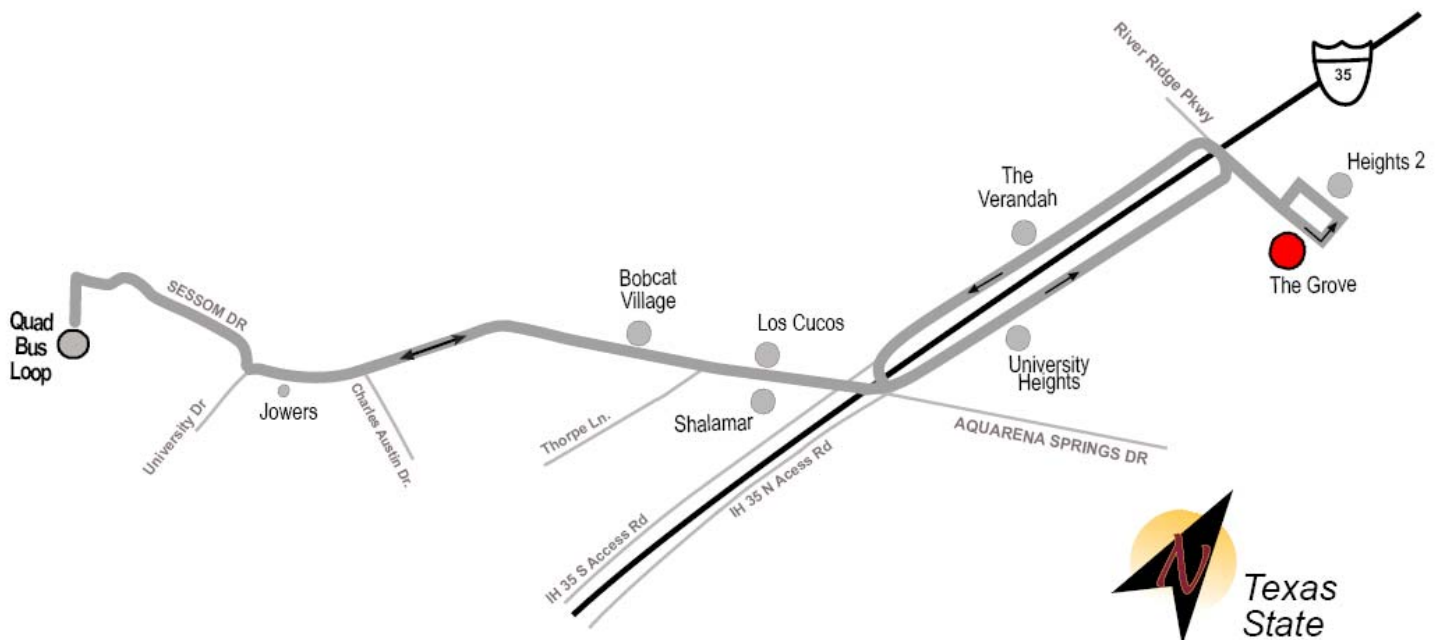 River Ridge Pkwy
35
Heights 2
The
Verandah
The Grove
Bobcat
Village
SESSOM DR
Los Cucos
Quad
Bus
Loop
University
Heights
Jowers
Shalamar
University Dr
Charles Austin Dr.
Thorpe Ln.
AQUARENA SPRINGS DR
IH 35 N Acess Rd
IH 35 S Access Rd
N
Texas
State